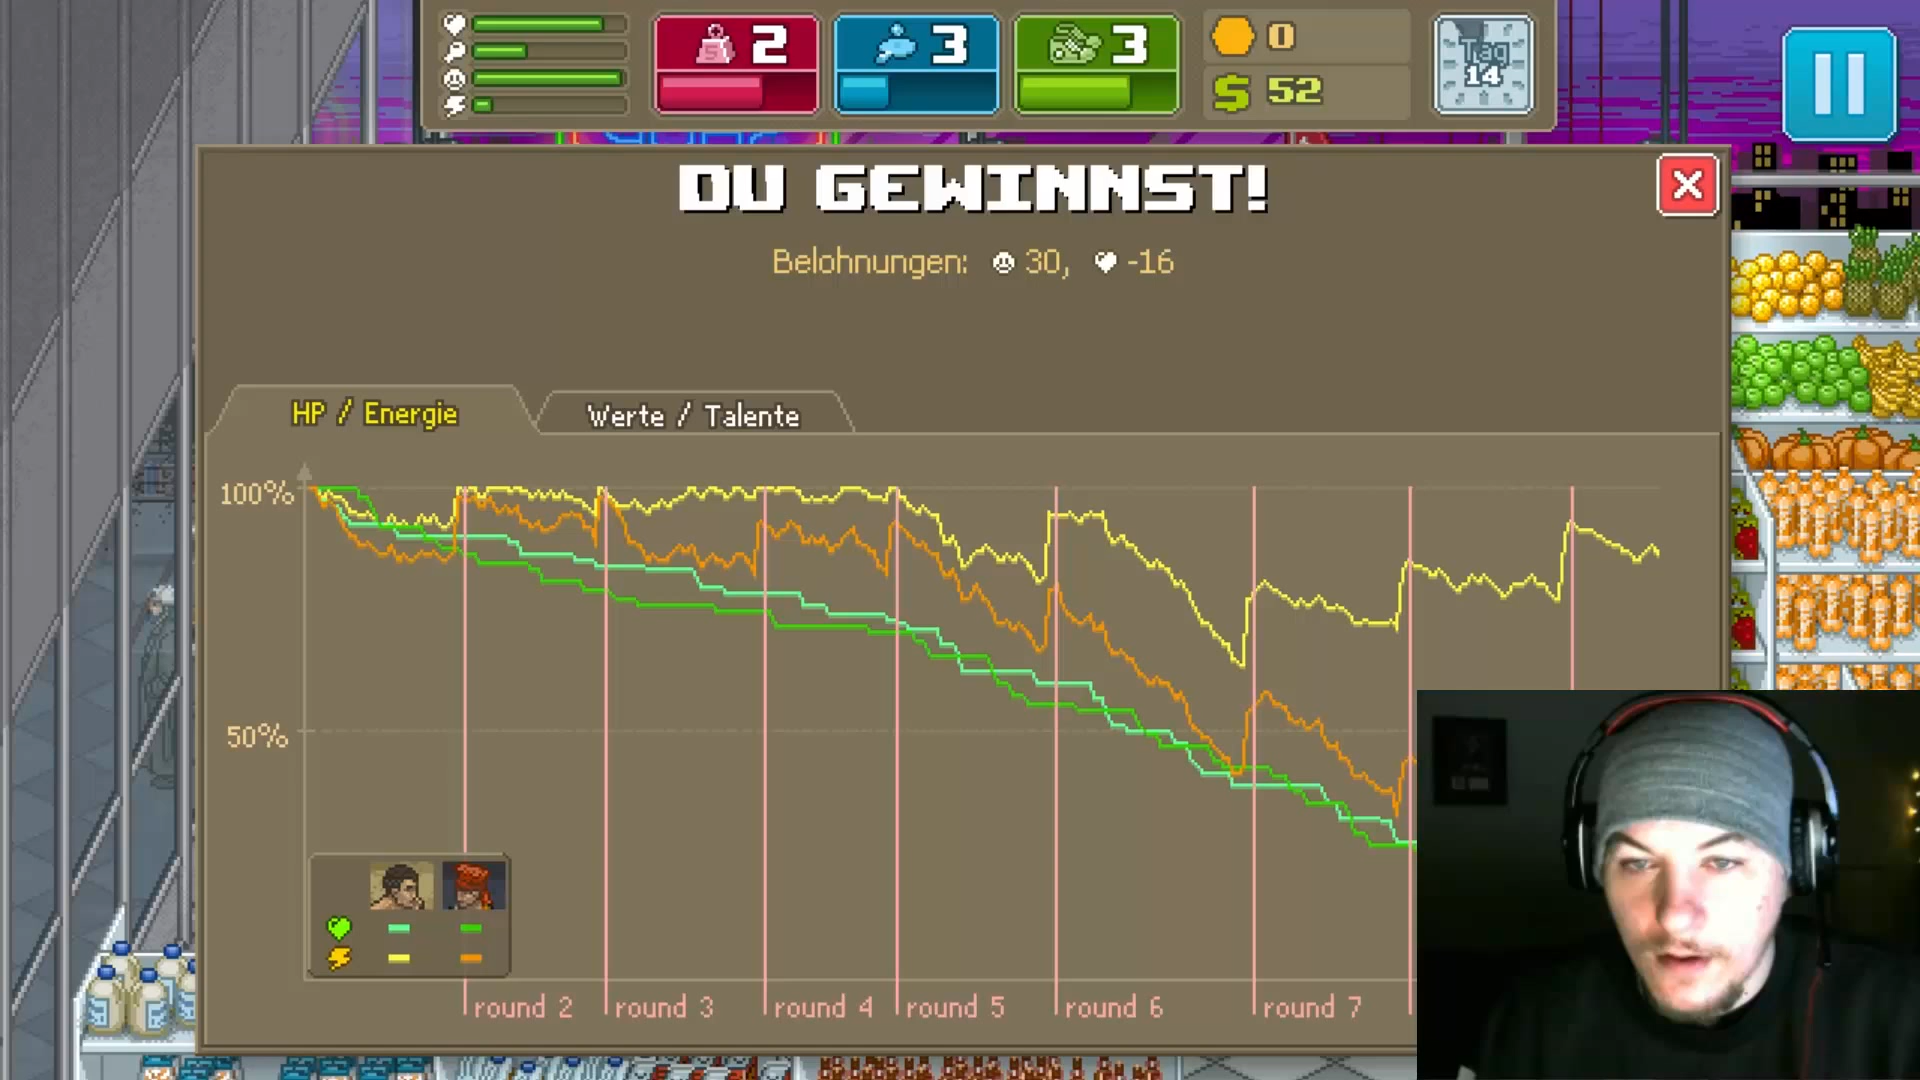 2
3
3
0
$ 52
Tag
14
DU GEWINNST!
Belohnungen: 30, -16
HP / Energie
Werte / Talente
100%
50%
round 2
round 3
round 4
round 5
round 6
round 7